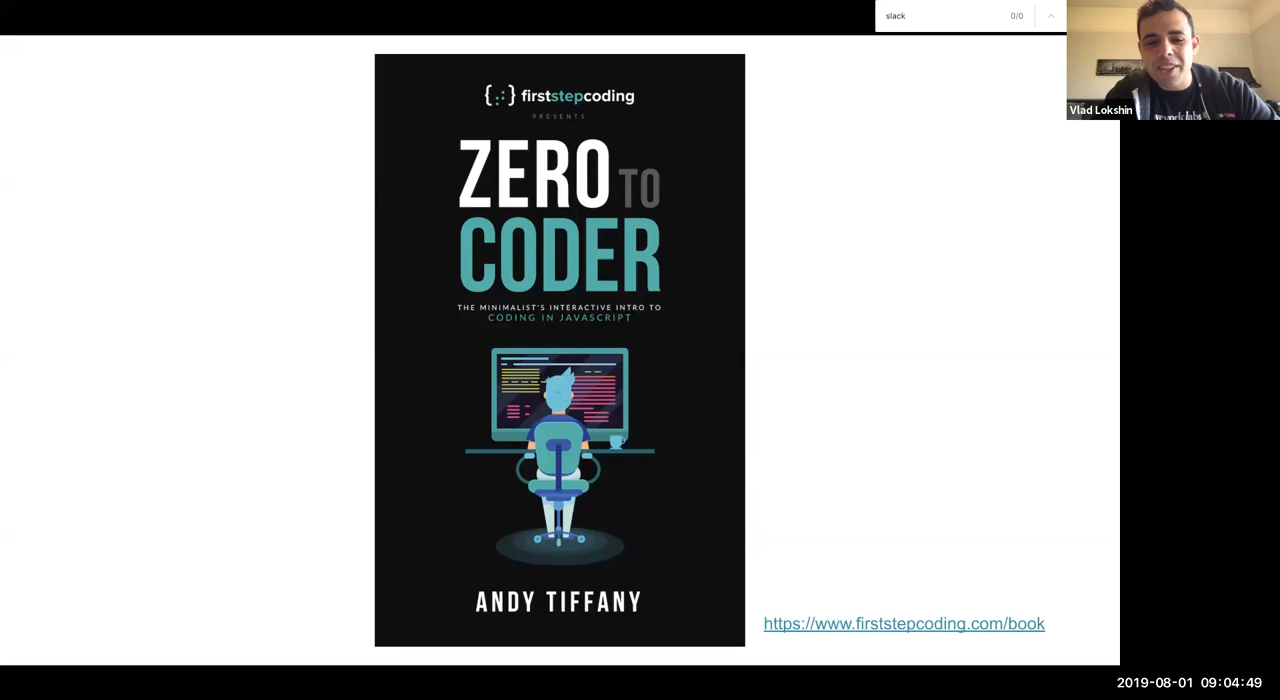 slack 0/0
Vlad Lokshin
{∴} firststepcoding
PRESENTS
ZERO TO
CODER
THE MINIMALIST'S INTERACTIVE INTRO TO
CODING IN JAVASCRIPT
ANDY TIFFANY
https://www.firststepcoding.com/book
2019-08-01 09:04:49